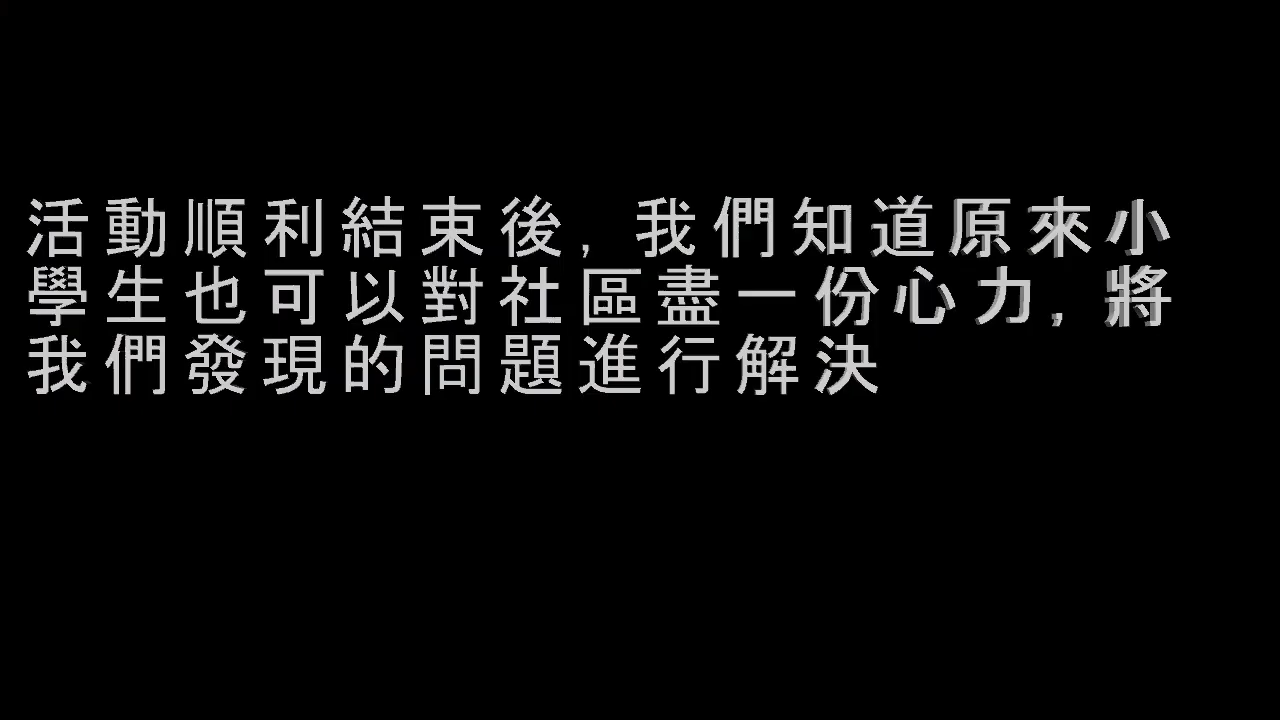 活動順利結束後，我們知道原來小
學生也可以對社區盡一份心力，將
我們發現的問題進行解決